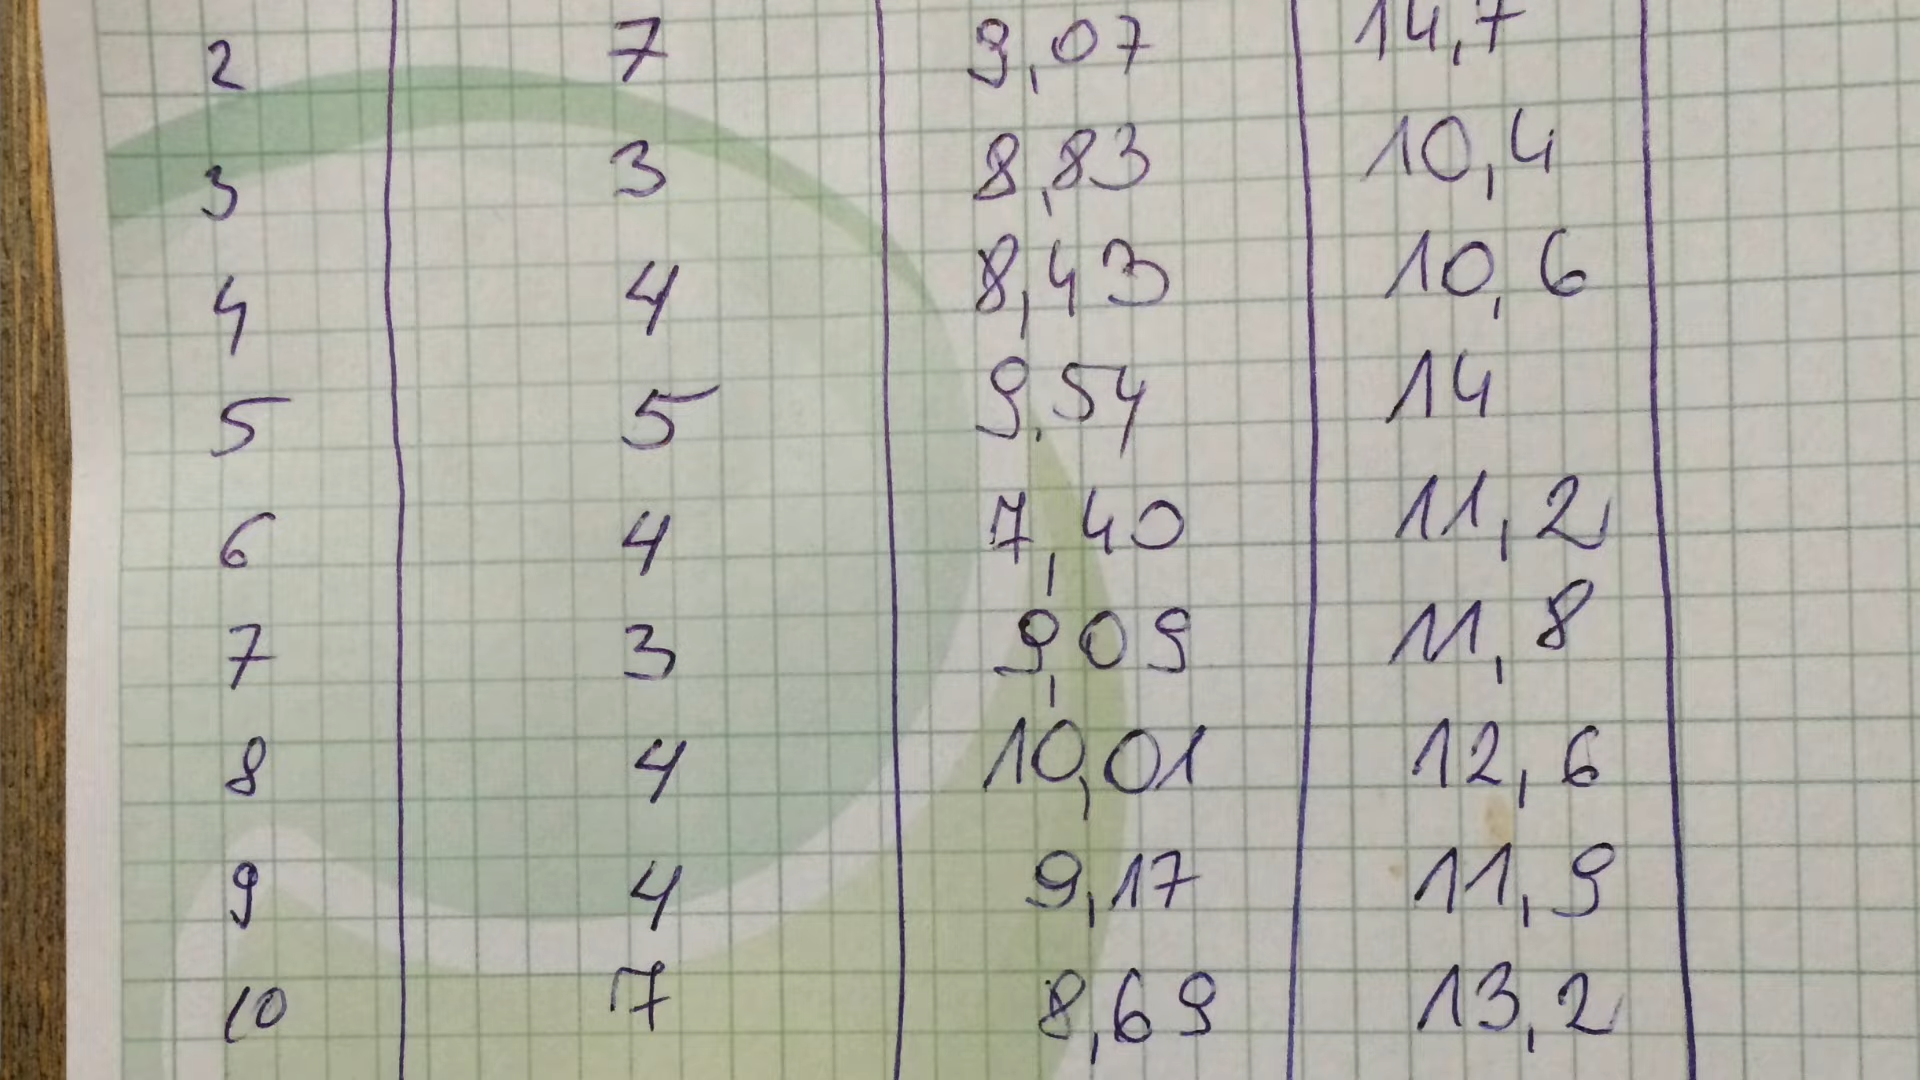 2 7 9,07 14,7
3 3 8,83 10,4
4 4 8,43 10,6
5 5 9,54 14
6 4 7,40 11,2
7 3 9,09 11,8
8 4 10,01 12,6
9 4 9,17 11,9
10 7 8,69 13,2